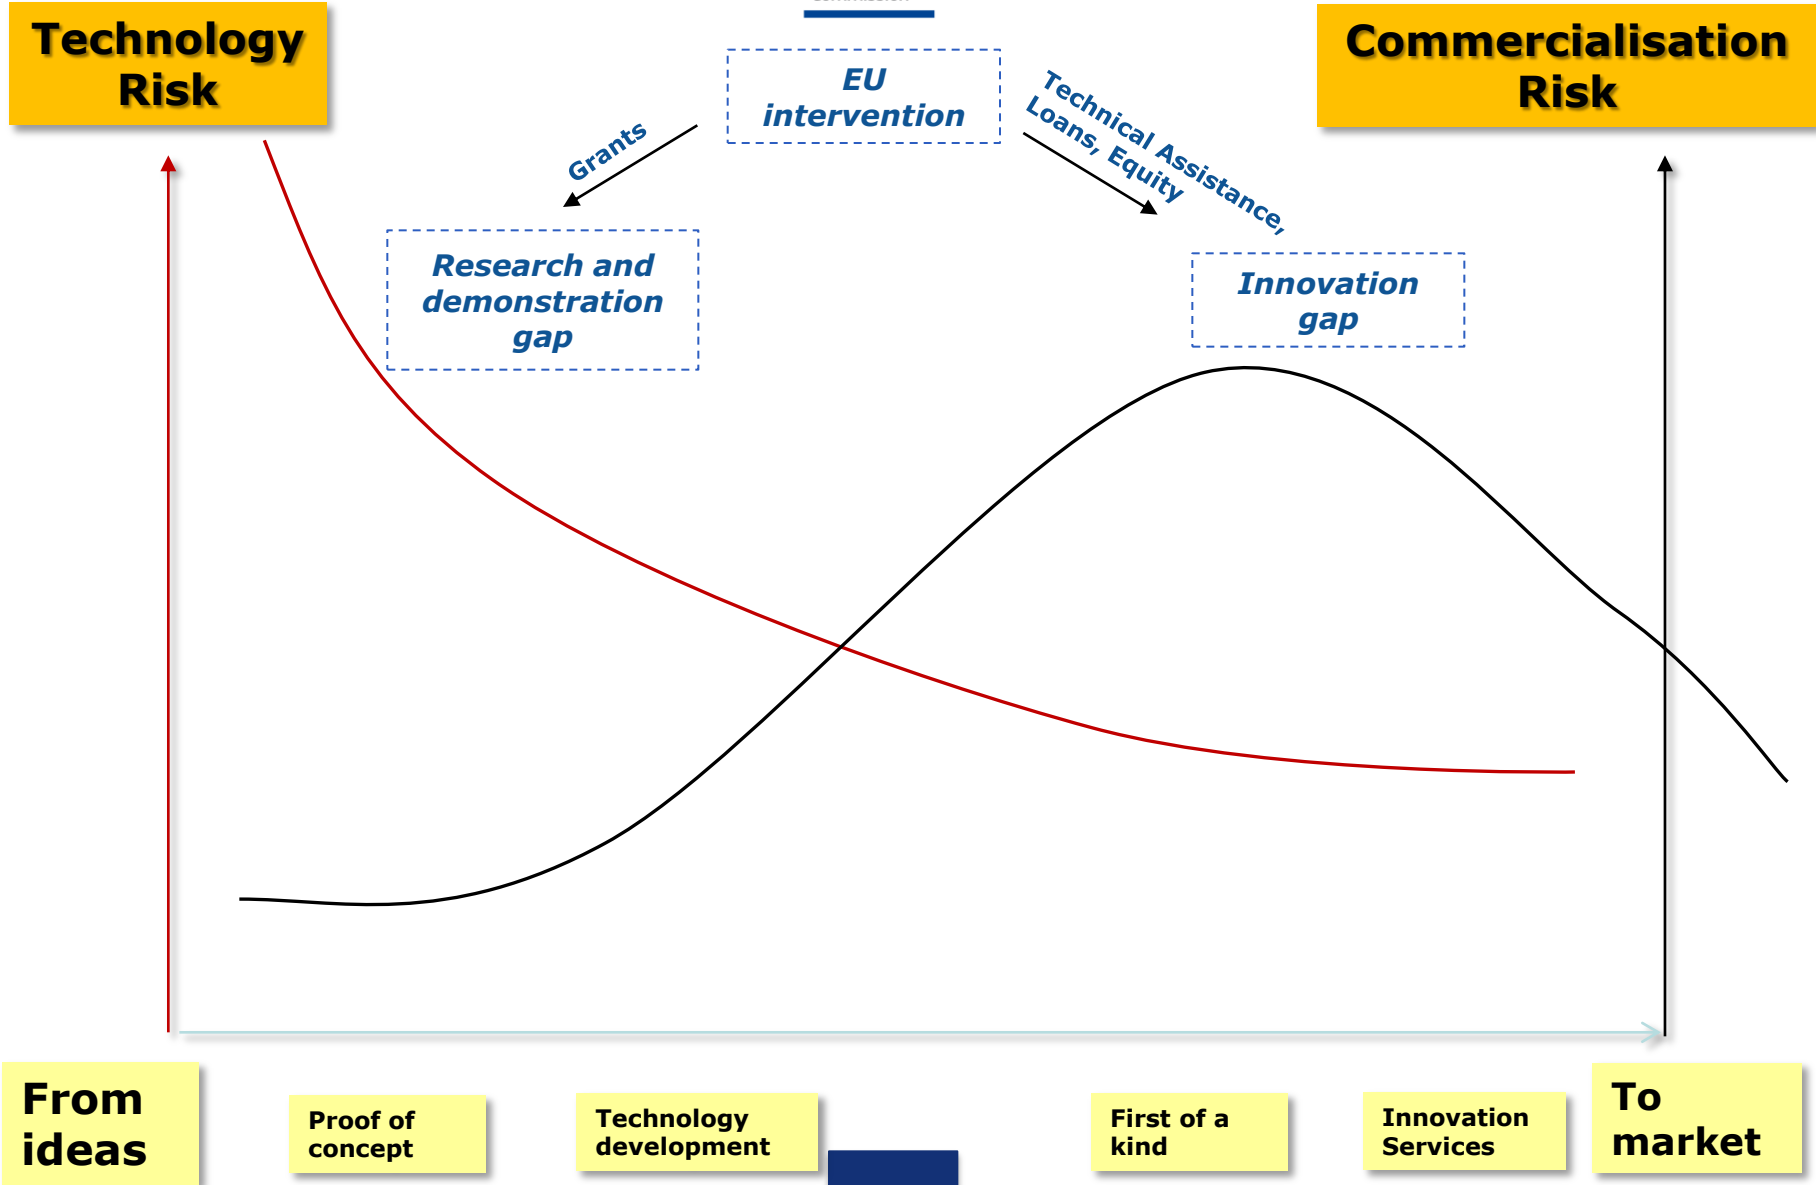 Technology
Risk
EU
intervention
Commercialisation
Risk
Grants
Technical Assistance,
Loans, Equity
Research and
demonstration
gap
Innovation
gap
From
ideas
Proof of
concept
Technology
development
First of a
kind
Innovation
Services
To
market